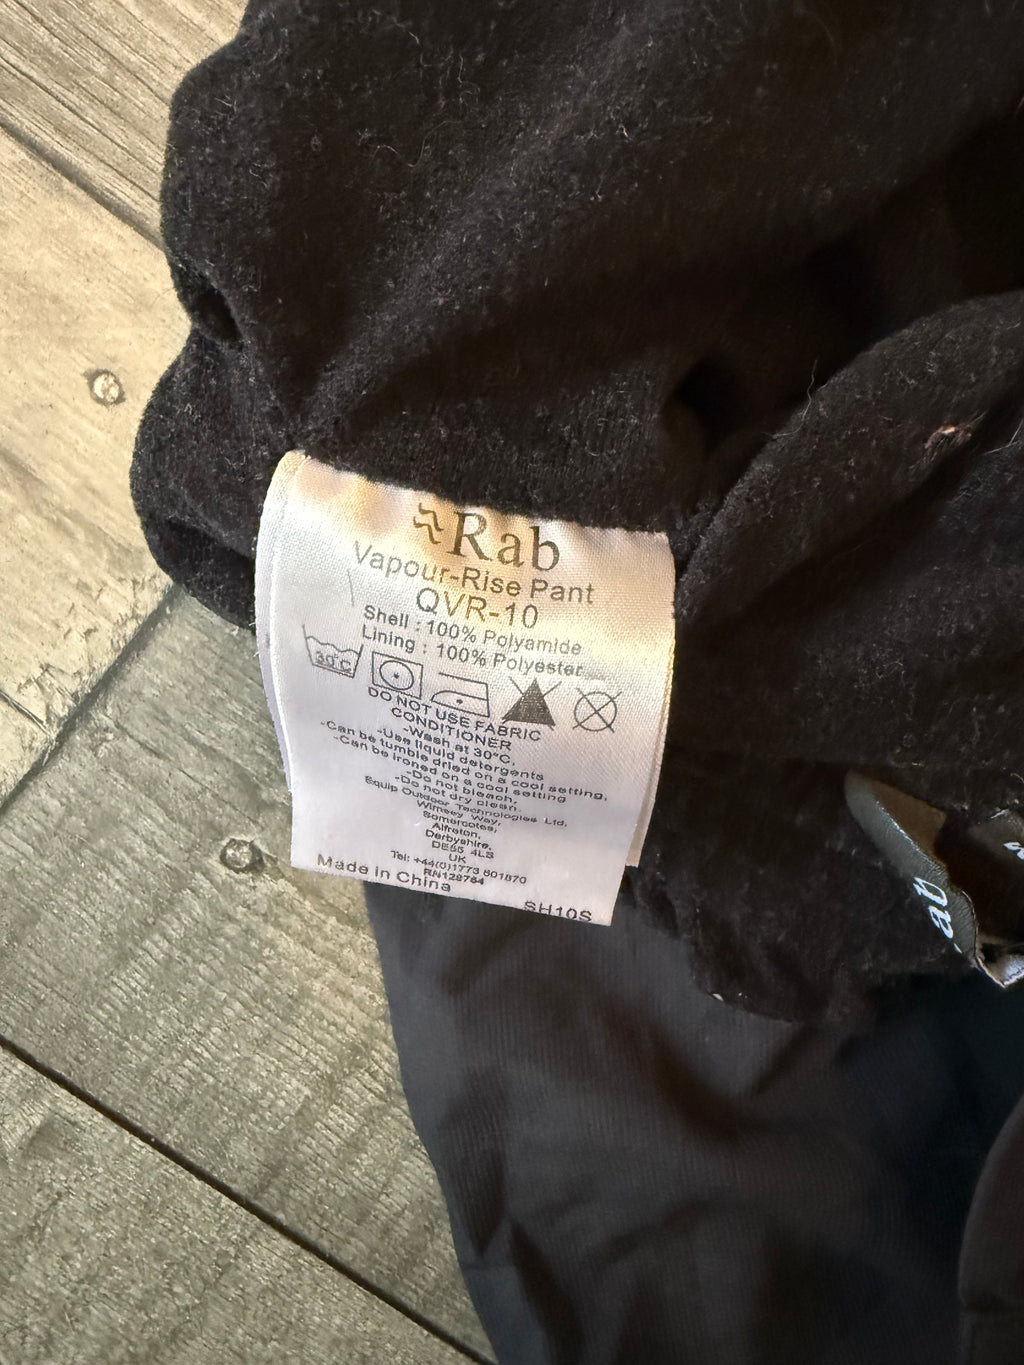 Rab
Vapour-Rise Pant
QVR-10
Shell : 100% Polyamide
Lining : 100% Polyester
30°C
DO NOT USE FABRIC
CONDITIONER
-Wash at 30°C,
-Use liquid detergents
-Can be tumble dried on a cool setting,
-Can be ironed on a cool setting
-Do not bleach,
-Do not dry clean.
Equip Outdoor Technologies Ltd,
Wimsey Way,
Somercotes,
Alfreton,
Derbyshire,
DE55 4LS
UK
Tel: +44(0)1773 601870
RN128764
Made in China
SH10S
ab